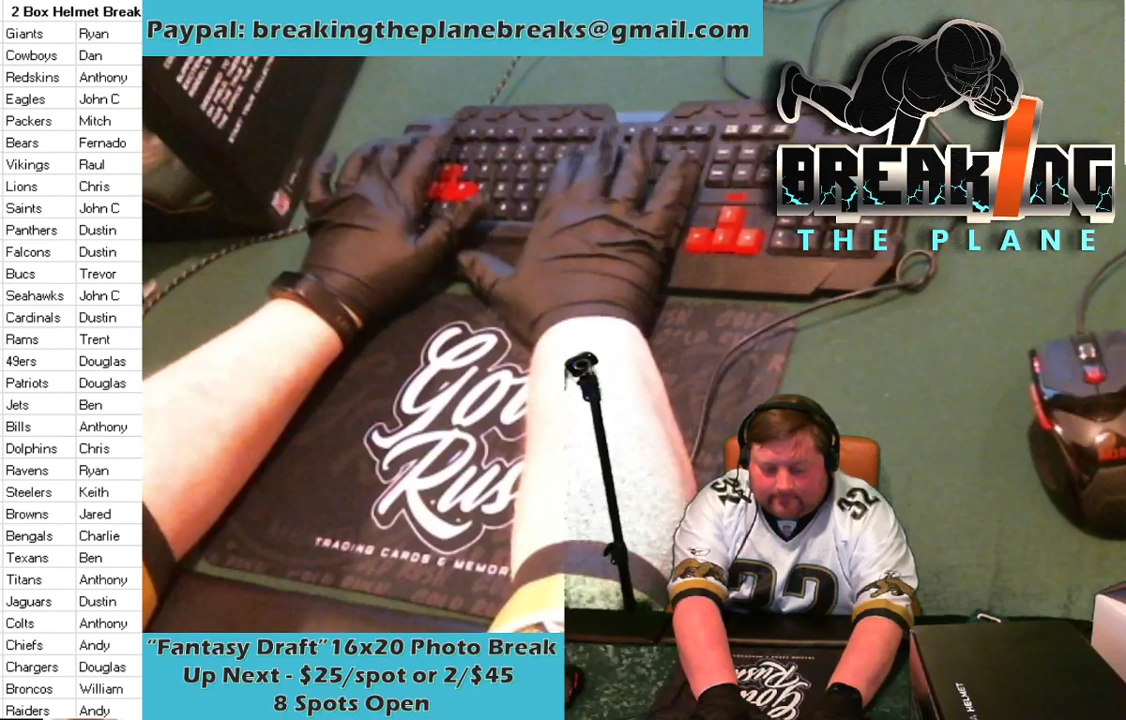 2 Box Helmet Break
Giants Ryan
Cowboys Dan
Redskins Anthony
Eagles John C
Packers Mitch
Bears Fernado
Vikings Raul
Lions Chris
Saints John C
Panthers Dustin
Falcons Dustin
Bucs Trevor
Seahawks John C
Cardinals Dustin
Rams Trent
49ers Douglas
Patriots Douglas
Jets Ben
Bills Anthony
Dolphins Chris
Ravens Ryan
Steelers Keith
Browns Jared
Bengals Charlie
Texans Ben
Titans Anthony
Jaguars Dustin
Colts Anthony
Chiefs Andy
Chargers Douglas
Broncos William
Raiders Andy
Paypal: breakingtheplanebreaks@gmail.com
BREAKING
THE PLANE
Rus
TRADING CARDS & MEMOR
32
32
HELMET
"Fantasy Draft"16x20 Photo Break
Up Next - $25/spot or 2/$45
8 Spots Open